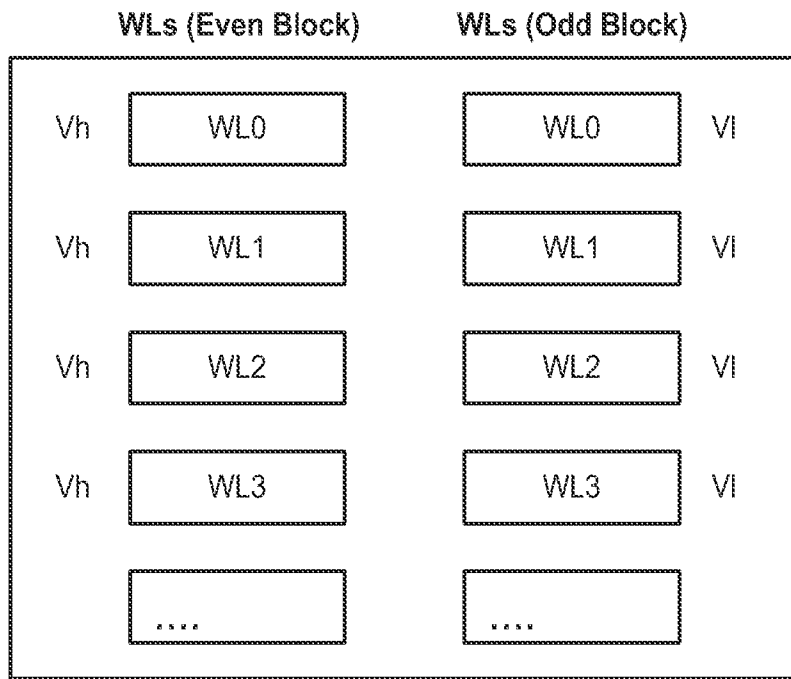 WLs (Even Block) WLs (Odd Block)
Vh WL0 WL0 Vl
Vh WL1 WL1 Vl
Vh WL2 WL2 Vl
Vh WL3 WL3 Vl
.... ....